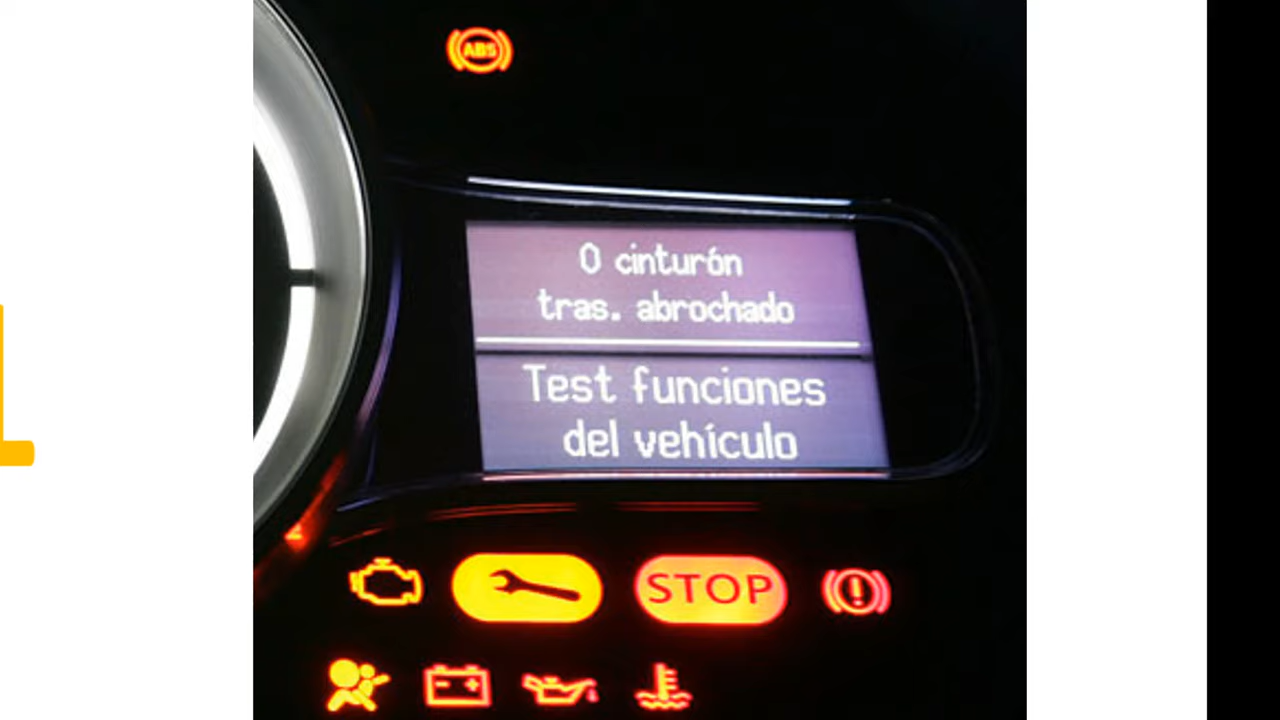 ABS
0 cinturón
tras. abrochado
Test funciones
del vehículo
STOP